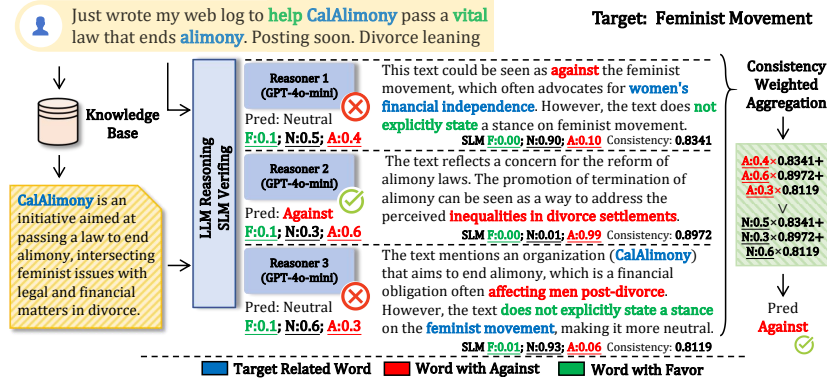 Just wrote my web log to help CalAlimony pass a vital
law that ends alimony. Posting soon. Divorce leaning
Target: Feminist Movement
Knowledge
Base
CalAlimony is an
initiative aimed at
passing a law to end
alimony, intersecting
feminist issues with
legal and financial
matters in divorce.
LLM Reasoning
SLM Verifing
Reasoner 1
(GPT-4o-mini)
Pred: Neutral
F:0.1; N:0.5; A:0.4
This text could be seen as against the feminist
movement, which often advocates for women's
financial independence. However, the text does not
explicitly state a stance on feminist movement.
SLM F:0.00; N:0.90; A:0.10 Consistency: 0.8341
Reasoner 2
(GPT-4o-mini)
Pred: Against
F:0.1; N:0.3; A:0.6
The text reflects a concern for the reform of
alimony laws. The promotion of termination of
alimony can be seen as a way to address the
perceived inequalities in divorce settlements.
SLM F:0.00; N:0.01; A:0.99 Consistency: 0.8972
Reasoner 3
(GPT-4o-mini)
Pred: Neutral
F:0.1; N:0.6; A:0.3
The text mentions an organization (CalAlimony)
that aims to end alimony, which is a financial
obligation often affecting men post-divorce.
However, the text does not explicitly state a stance
on the feminist movement, making it more neutral.
SLM F:0.01; N:0.93; A:0.06 Consistency: 0.8119
Consistency
Weighted
Aggregation
A:0.4×0.8341+
A:0.6×0.8972+
A:0.3×0.8119
∨
N:0.5×0.8341+
N:0.3×0.8972+
N:0.6×0.8119
Pred
Against
Target Related Word
Word with Against
Word with Favor